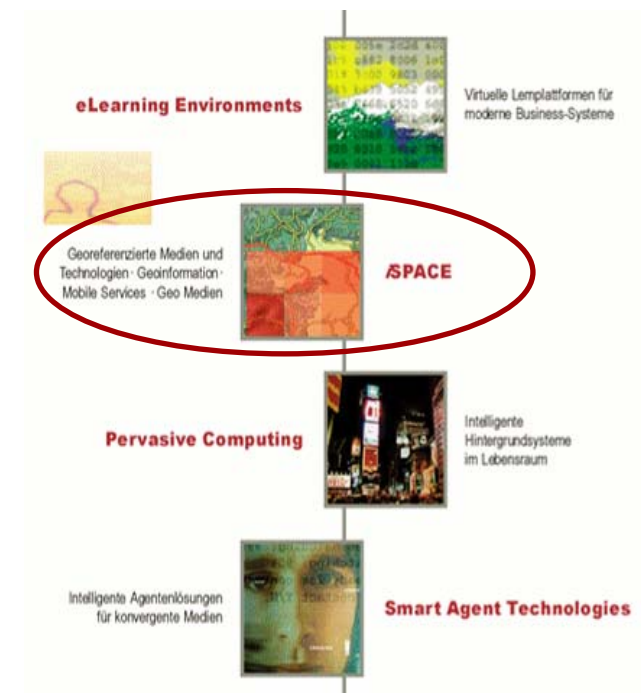 eLearning Environments
Virtuelle Lernplattformen für
moderne Business-Systeme
Georeferenzierte Medien und
Technologien · Geoinformation ·
Mobile Services · Geo Medien
iSPACE
Pervasive Computing
Intelligente
Hintergrundsysteme
im Lebensraum
Intelligente Agentenlösungen
für konvergente Medien
Smart Agent Technologies